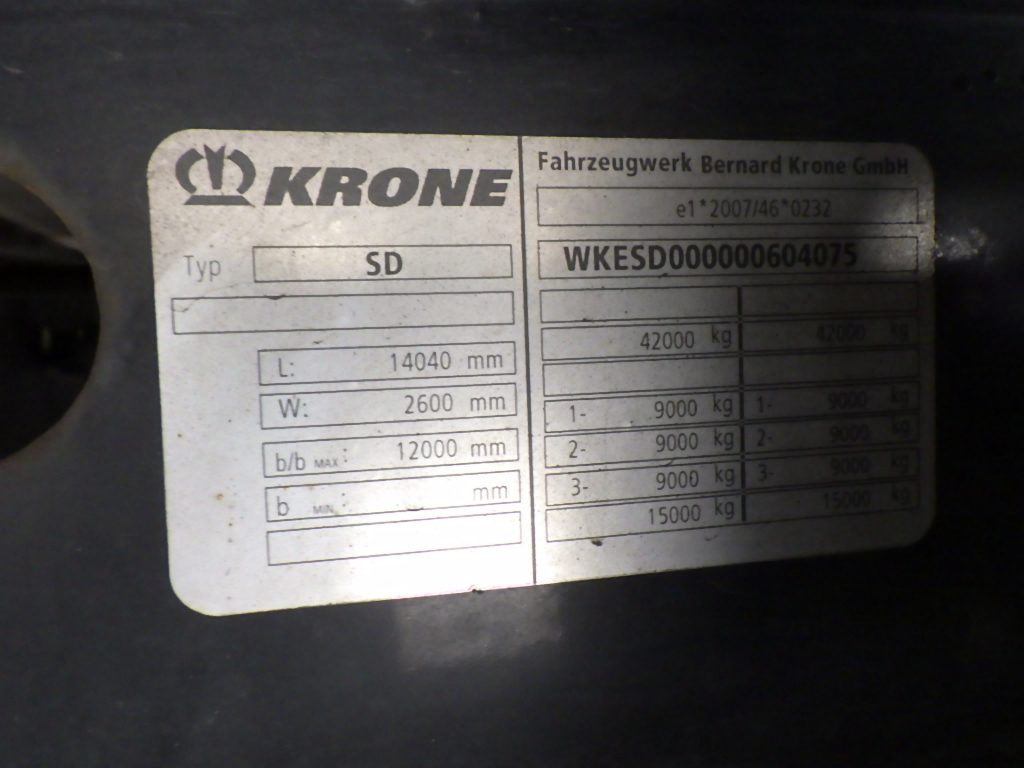 KRONE
Typ SD
L: 14040 mm
W: 2600 mm
b/b MAX: 12000 mm
b MIN.: mm
Fahrzeugwerk Bernard Krone GmbH
e1*2007/46*0232
WKESD000000604075
42000 kg 42000 kg
1- 9000 kg 1- 9000 kg
2- 9000 kg 2- 9000 kg
3- 9000 kg 3- 9000 kg
15000 kg 15000 kg